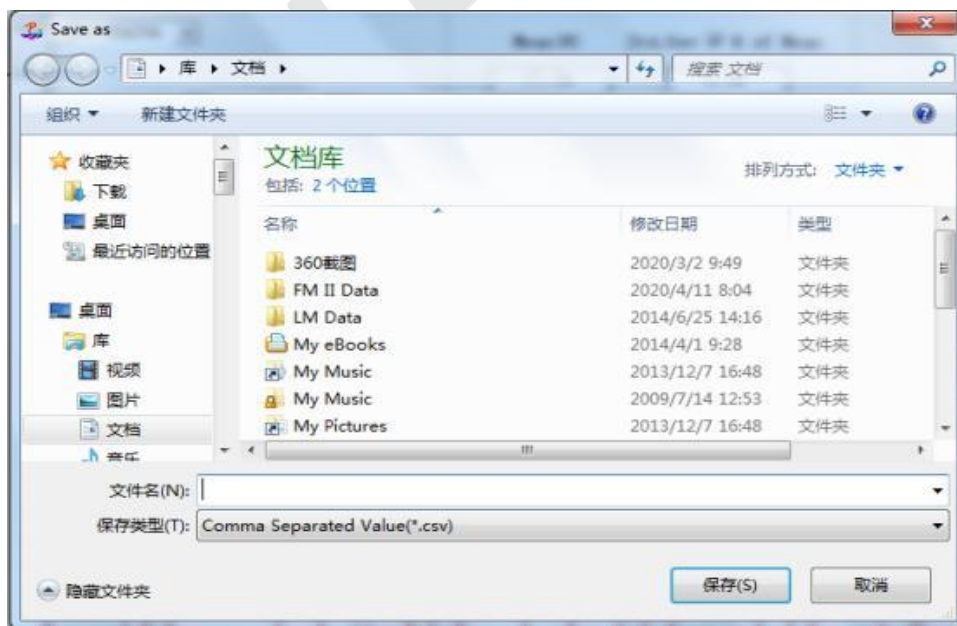 Save as
库 文档
搜索 文档
组织 新建文件夹
收藏夹
下载
桌面
最近访问的位置
桌面
库
视频
图片
文档
音乐
文档库
包括: 2 个位置
排列方式: 文件夹
名称 修改日期 类型
360截图 2020/3/2 9:49 文件夹
FM II Data 2020/4/11 8:04 文件夹
LM Data 2014/6/25 14:16 文件夹
My eBooks 2014/4/1 9:28 文件夹
My Music 2013/12/7 16:48 文件夹
My Music 2009/7/14 12:53 文件夹
My Pictures 2013/12/7 16:48 文件夹
文件名(N):
保存类型(T): Comma Separated Value(*.csv)
隐藏文件夹 保存(S) 取消